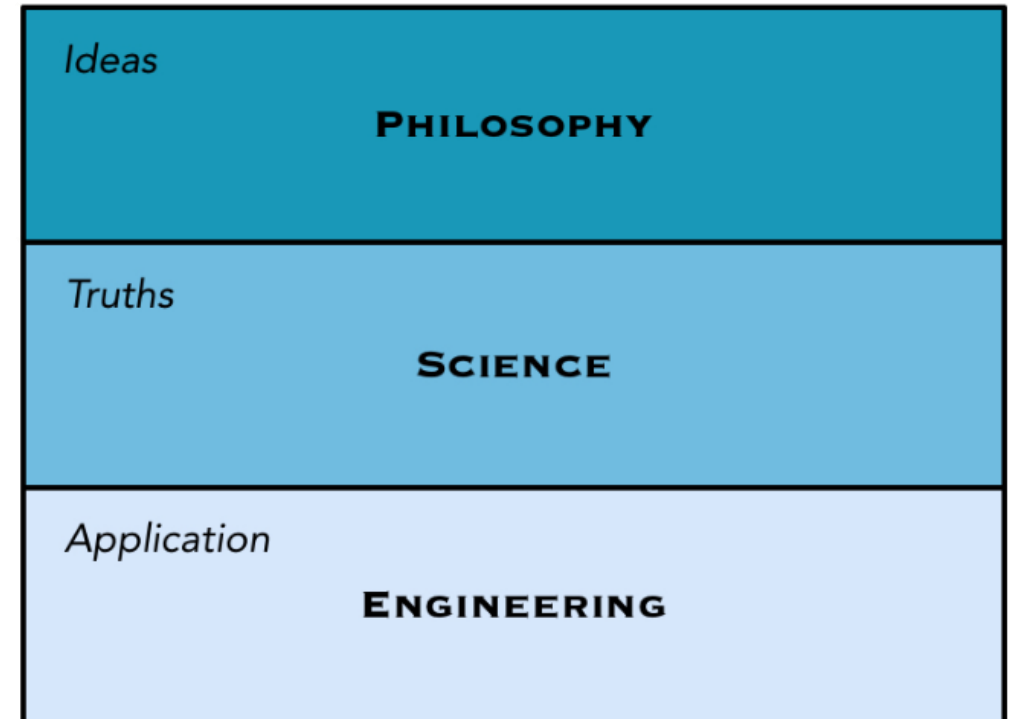 Ideas
Philosophy
Truths
Science
Application
Engineering